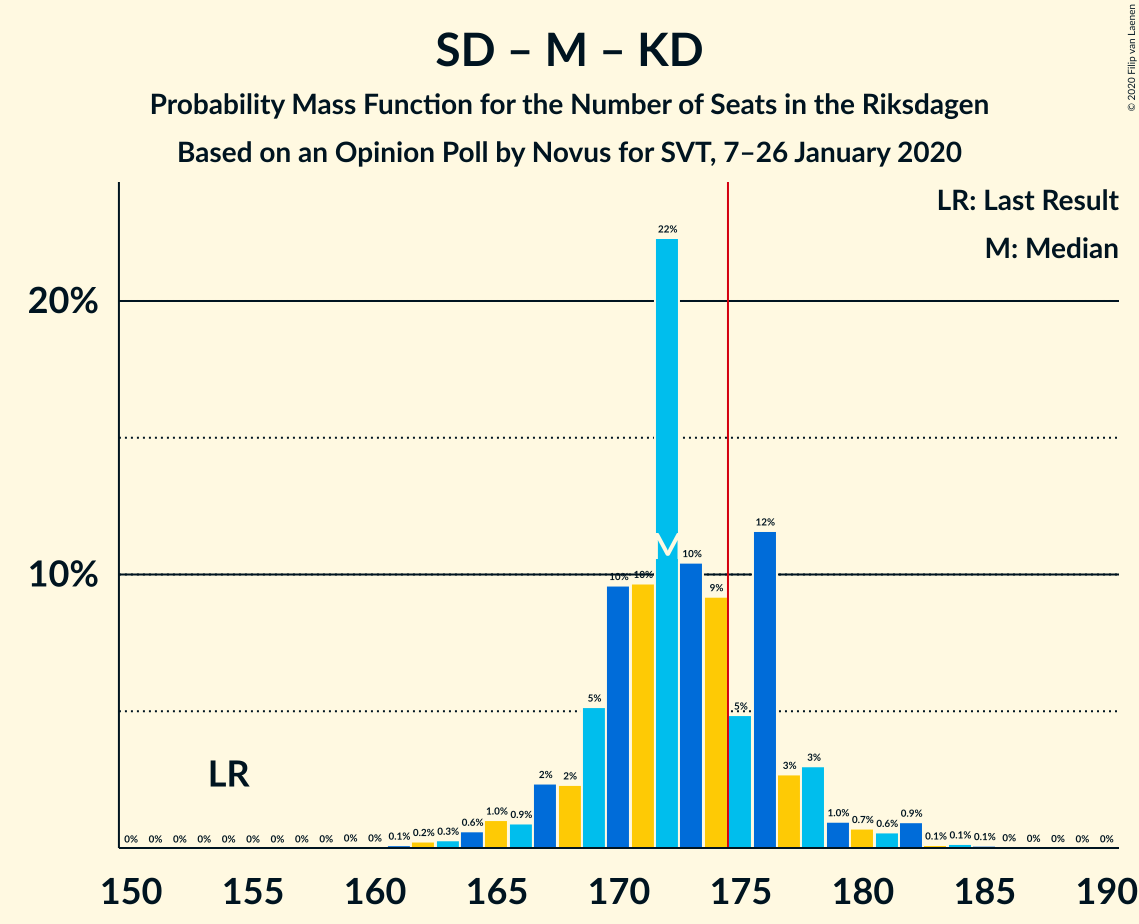 SD – M – KD
Probability Mass Function for the Number of Seats in the Riksdagen
Based on an Opinion Poll by Novus for SVT, 7–26 January 2020
© 2020 Filip van Laenen
LR: Last Result
M: Median
20%
10%
LR
M
0% 0% 0% 0% 0% 0% 0% 0% 0% 0% 0% 0.1% 0.2% 0.3% 0.6% 1.0% 0.9% 2% 2% 5% 10% 10% 22% 10% 9% 5% 12% 3% 3% 1.0% 0.7% 0.6% 0.9% 0.1% 0.1% 0.1% 0% 0% 0% 0% 0%
150 155 160 165 170 175 180 185 190